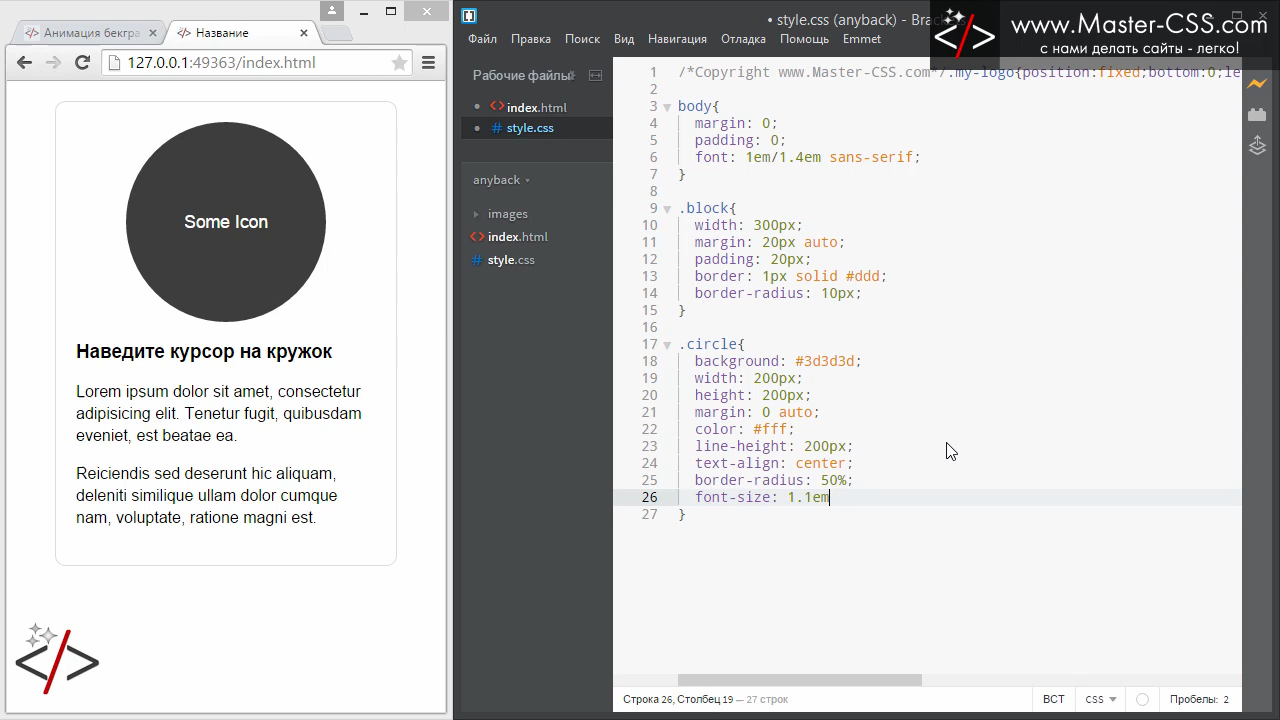 Анимация бекгра
Название
127.0.0.1:49363/index.html
Some Icon
Наведите курсор на кружок
Lorem ipsum dolor sit amet, consectetur
adipisicing elit. Tenetur fugit, quibusdam
eveniet, est beatae ea.
Reiciendis sed deserunt hic aliquam,
deleniti similique ullam dolor cumque
nam, voluptate, ratione magni est.
</>
• style.css (anyback) - Bra
Файл Правка Поиск Вид Навигация Отладка Помощь Emmet
</> www.Master-CSS.com
с нами делать сайты - легко!
Рабочие файлы
index.html
style.css
anyback
images
index.html
style.css
1 /*Copyright www.Master-CSS.com*/.my-logo{position:fixed;bottom:0;le
2
3 body{
4 margin: 0;
5 padding: 0;
6 font: 1em/1.4em sans-serif;
7 }
8
9 .block{
10 width: 300px;
11 margin: 20px auto;
12 padding: 20px;
13 border: 1px solid #ddd;
14 border-radius: 10px;
15 }
16
17 .circle{
18 background: #3d3d3d;
19 width: 200px;
20 height: 200px;
21 margin: 0 auto;
22 color: #fff;
23 line-height: 200px;
24 text-align: center;
25 border-radius: 50%;
26 font-size: 1.1em
27 }
Строка 26, Столбец 19 — 27 строк
ВСТ CSS Пробелы: 2